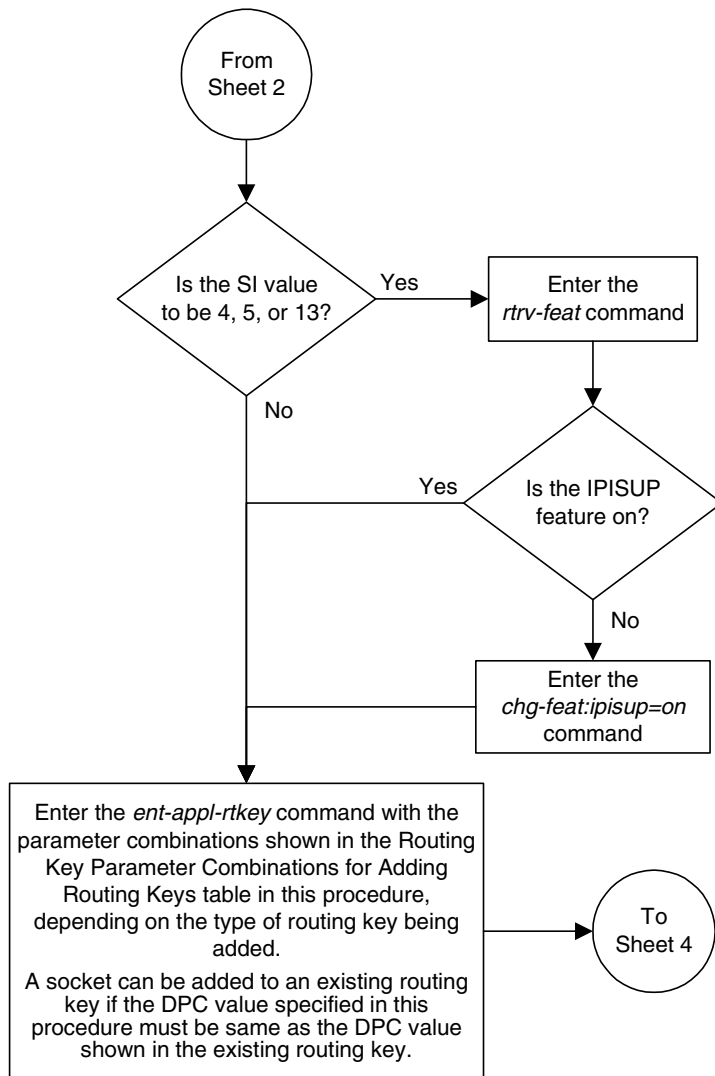 From
Sheet 2
Is the SI value
to be 4, 5, or 13?
Yes
Enter the
rtrv-feat command
No
Yes
Is the IPISUP
feature on?
No
Enter the
chg-feat:ipisup=on
command
Enter the ent-appl-rtkey command with the
parameter combinations shown in the Routing
Key Parameter Combinations for Adding
Routing Keys table in this procedure,
depending on the type of routing key being
added.
A socket can be added to an existing routing
key if the DPC value specified in this
procedure must be same as the DPC value
shown in the existing routing key.
To
Sheet 4